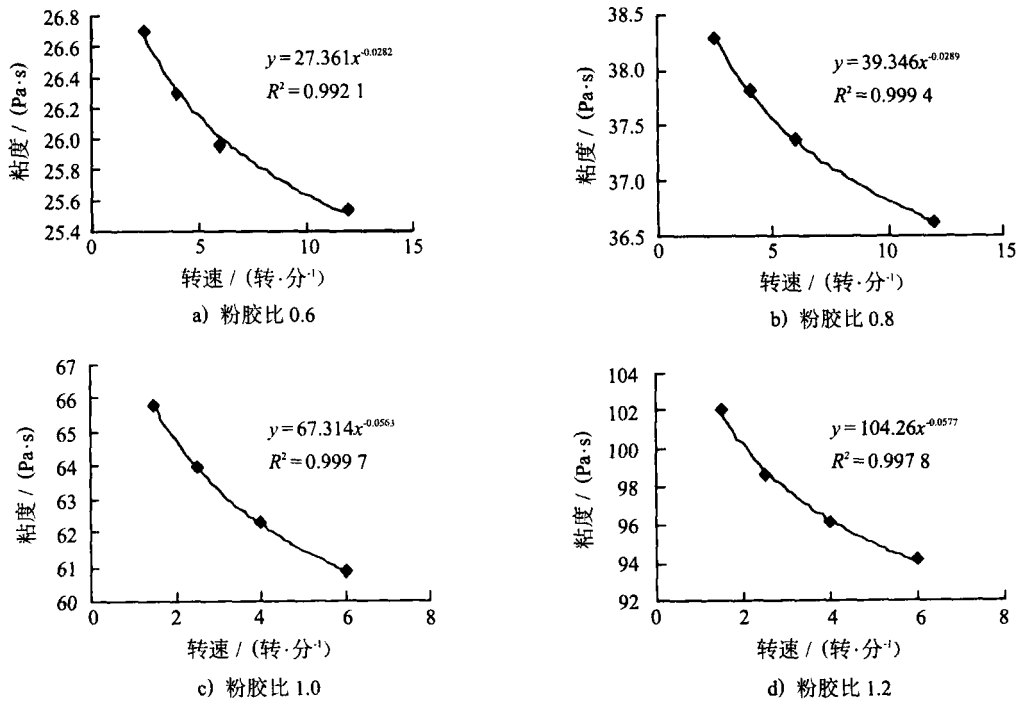 粘度 / (Pa·s)
26.8
26.6
26.4
26.2
26.0
25.8
25.6
25.4
0
5
10
15
y = 27.361x^-0.0282
R² = 0.992 1
转速 / (转·分⁻¹)
a) 粉胶比 0.6
粘度 / (Pa·s)
38.5
38.0
37.5
37.0
36.5
0
5
10
15
y = 39.346x^-0.0289
R² = 0.999 4
转速 / (转·分⁻¹)
b) 粉胶比 0.8
粘度 / (Pa·s)
67
66
65
64
63
62
61
60
0
2
4
6
8
y = 67.314x^-0.0563
R² = 0.999 7
转速 / (转·分⁻¹)
c) 粉胶比 1.0
粘度 / (Pa·s)
104
102
100
98
96
94
92
0
2
4
6
8
y = 104.26x^-0.0577
R² = 0.997 8
转速 / (转·分⁻¹)
d) 粉胶比 1.2